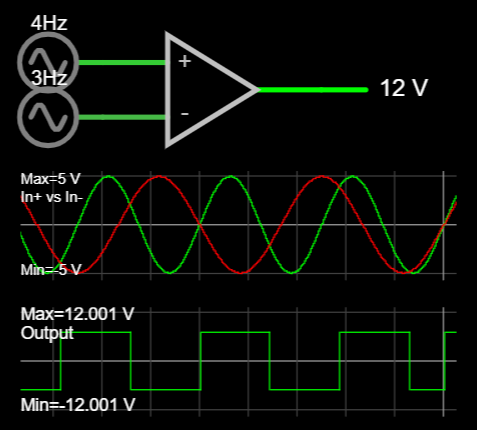 4Hz
3Hz
+
-
12 V
Max=5 V
In+ vs In-
Min=-5 V
Max=12.001 V
Output
Min=-12.001 V